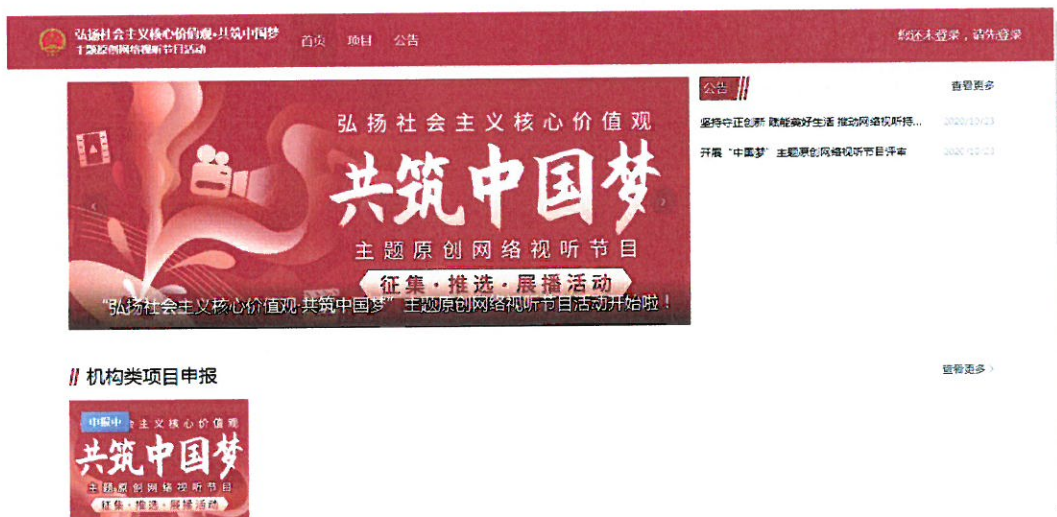 弘扬社会主义核心价值观·共筑中国梦
主题原创网络视听节目活动
首页 项目 公告
您还未登录，请先登录
弘扬社会主义核心价值观
共筑中国梦
主题原创网络视听节目
征集·推选·展播活动
“弘扬社会主义核心价值观·共筑中国梦”主题原创网络视听节目活动开始啦！
公告
查看更多
坚持守正创新 赋能美好生活 推动网络视听持... 2020/10/23
开展“中国梦”主题原创网络视听节目评审
机构类项目申报
查看更多
申报中
主义核心价值观
共筑中国梦
主题原创网络视听节目
征集·推选·展播活动